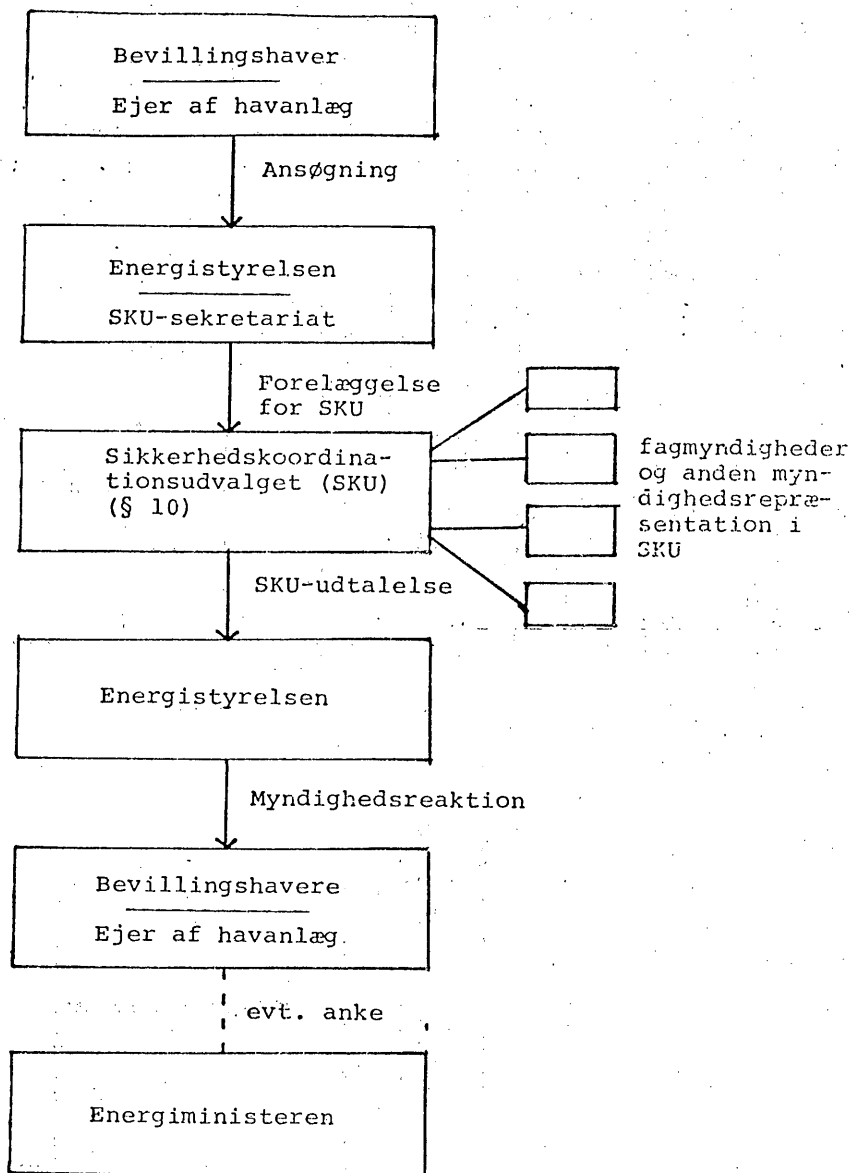 Bevillingshaver
Ejer af havanlæg
Ansøgning
Energistyrelsen
SKU-sekretariat
Forelæggelse
for SKU
Sikkerhedskoordina-
tionsudvalget (SKU)
(§ 10)
fagmyndigheder
og anden myn-
dighedsrepræ-
sentation i
SKU
SKU-udtalelse
Energistyrelsen
Myndighedsreaktion
Bevillingshavere
Ejer af havanlæg
evt. anke
Energiministeren